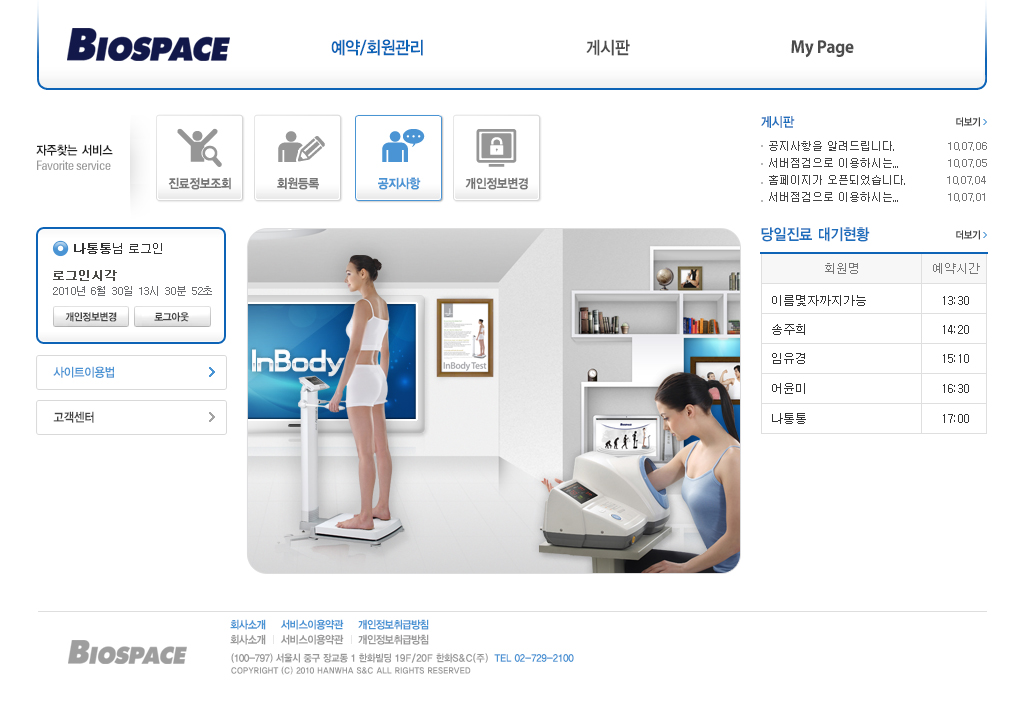 BIOSPACE
예약/회원관리
게시판
My Page
자주찾는 서비스
Favorite service
진료정보조회
회원등록
공지사항
개인정보변경
게시판
더보기
공지사항을 알려드립니다. 10.07.06
서버점검으로 이용하시는... 10.07.05
홈페이지가 오픈되었습니다. 10.07.04
서버점검으로 이용하시는... 10.07.01
나통통님 로그인
로그인시각
2010년 6월 30일 13시 30분 52초
개인정보변경
로그아웃
사이트이용법
고객센터
InBody
InBody Test
당일진료 대기현황
더보기
회원명 예약시간
이름몇자까지가능 13:30
송주희 14:20
임유경 15:10
어윤미 16:30
나통통 17:00
BIOSPACE
회사소개 서비스이용약관 개인정보취급방침
회사소개 서비스이용약관 개인정보취급방침
(100-797) 서울시 중구 장교동 1 한화빌딩 19F/20F 한화S&C(주) TEL 02-729-2100
COPYRIGHT (C) 2010 HANWHA S&C ALL RIGHTS RESERVED